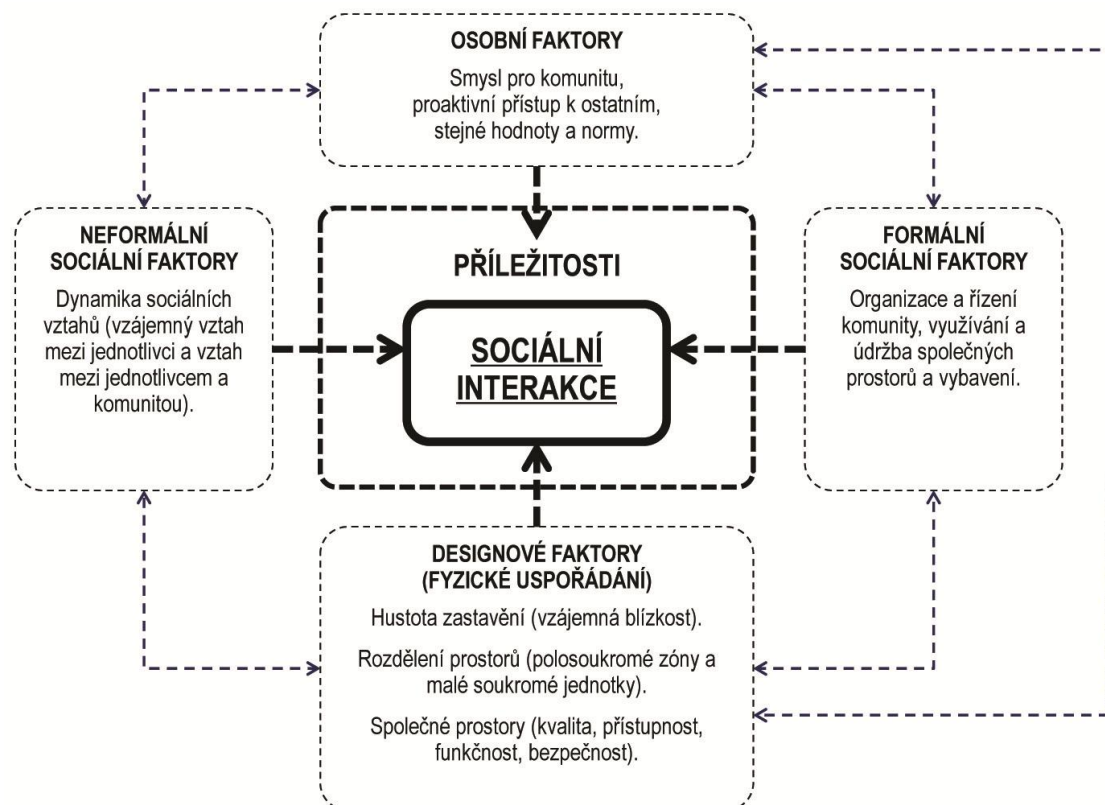 OSOBNÍ FAKTORY
Smysl pro komunitu,
proaktivní přístup k ostatním,
stejné hodnoty a normy.
NEFORMÁLNÍ
SOCIÁLNÍ FAKTORY
Dynamika sociálních
vztahů (vzájemný vztah
mezi jednotlivci a vztah
mezi jednotlivcem a
komunitou).
PŘÍLEŽITOSTI
SOCIÁLNÍ
INTERAKCE
FORMÁLNÍ
SOCIÁLNÍ FAKTORY
Organizace a řízení
komunity, využívání a
údržba společných
prostorů a vybavení.
DESIGNOVÉ FAKTORY
(FYZICKÉ USPOŘÁDÁNÍ)
Hustota zastavění (vzájemná blízkost).
Rozdělení prostorů (polosoukromé zóny a
malé soukromé jednotky).
Společné prostory (kvalita, přístupnost,
funkčnost, bezpečnost).